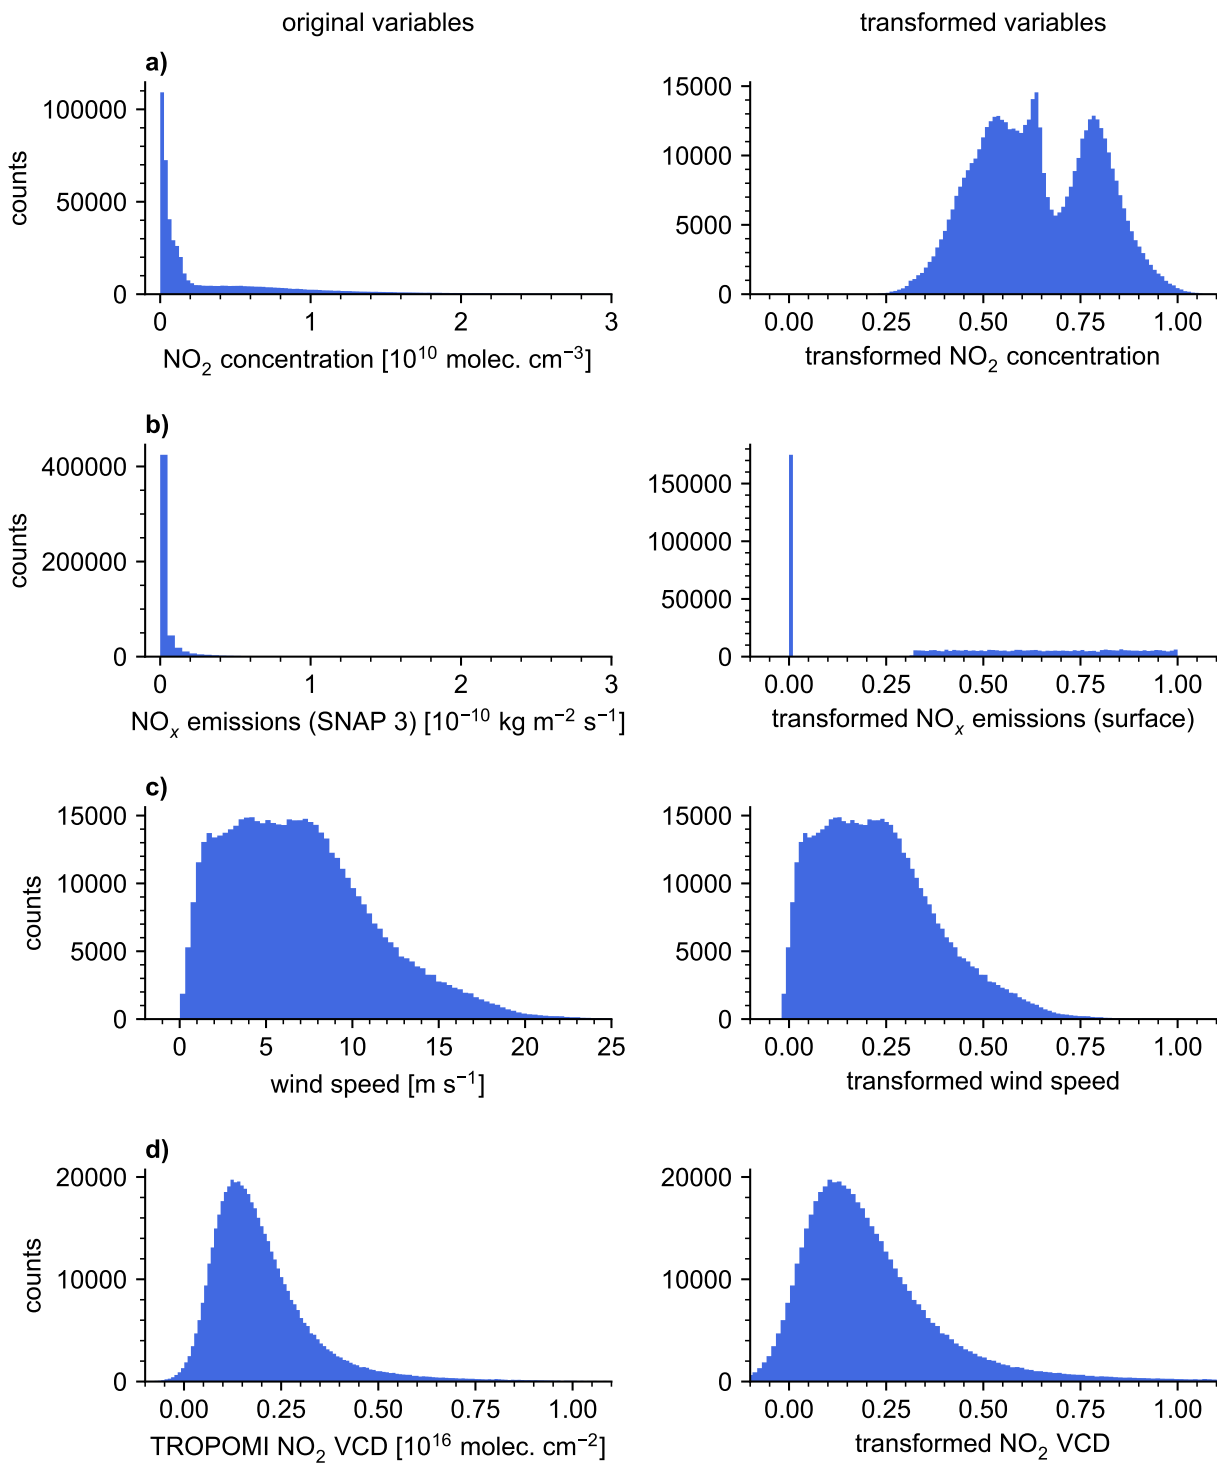 original variables
transformed variables
a)
100000
50000
0
counts
0 1 2 3
NO₂ concentration [10¹⁰ molec. cm⁻³]
15000
10000
5000
0
0.00 0.25 0.50 0.75 1.00
transformed NO₂ concentration
b)
400000
200000
0
counts
0 1 2 3
NOₓ emissions (SNAP 3) [10⁻¹⁰ kg m⁻² s⁻¹]
150000
100000
50000
0
0.00 0.25 0.50 0.75 1.00
transformed NOₓ emissions (surface)
c)
15000
10000
5000
0
counts
0 5 10 15 20 25
wind speed [m s⁻¹]
15000
10000
5000
0
0.00 0.25 0.50 0.75 1.00
transformed wind speed
d)
20000
10000
0
counts
0.00 0.25 0.50 0.75 1.00
TROPOMI NO₂ VCD [10¹⁶ molec. cm⁻²]
20000
10000
0
0.00 0.25 0.50 0.75 1.00
transformed NO₂ VCD